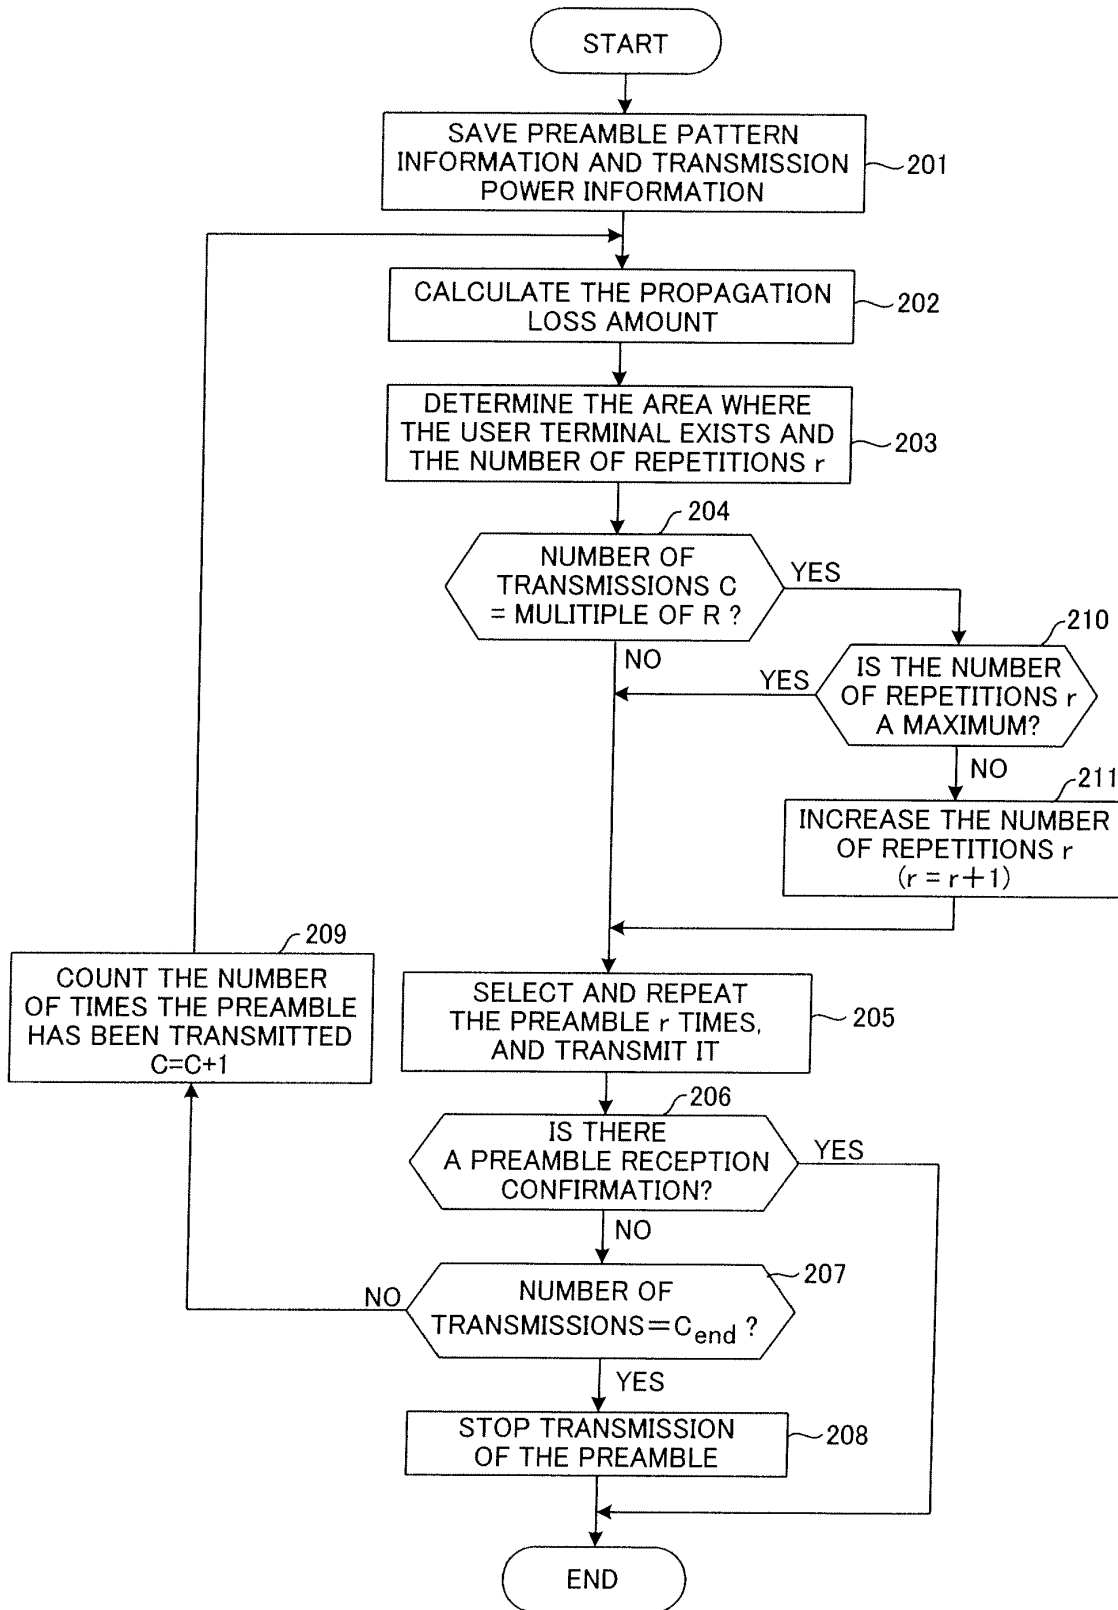 START
SAVE PREAMBLE PATTERN
INFORMATION AND TRANSMISSION
POWER INFORMATION
201
CALCULATE THE PROPAGATION
LOSS AMOUNT
202
DETERMINE THE AREA WHERE
THE USER TERMINAL EXISTS AND
THE NUMBER OF REPETITIONS r
203
204
NUMBER OF
TRANSMISSIONS C
= MULITIPLE OF R ?
YES
NO
210
IS THE NUMBER
OF REPETITIONS r
A MAXIMUM?
YES
NO
211
INCREASE THE NUMBER
OF REPETITIONS r
(r = r+1)
209
COUNT THE NUMBER
OF TIMES THE PREAMBLE
HAS BEEN TRANSMITTED
C=C+1
SELECT AND REPEAT
THE PREAMBLE r TIMES,
AND TRANSMIT IT
205
206
IS THERE
A PREAMBLE RECEPTION
CONFIRMATION?
YES
NO
207
NUMBER OF
TRANSMISSIONS=Cend ?
NO
YES
STOP TRANSMISSION
OF THE PREAMBLE
208
END